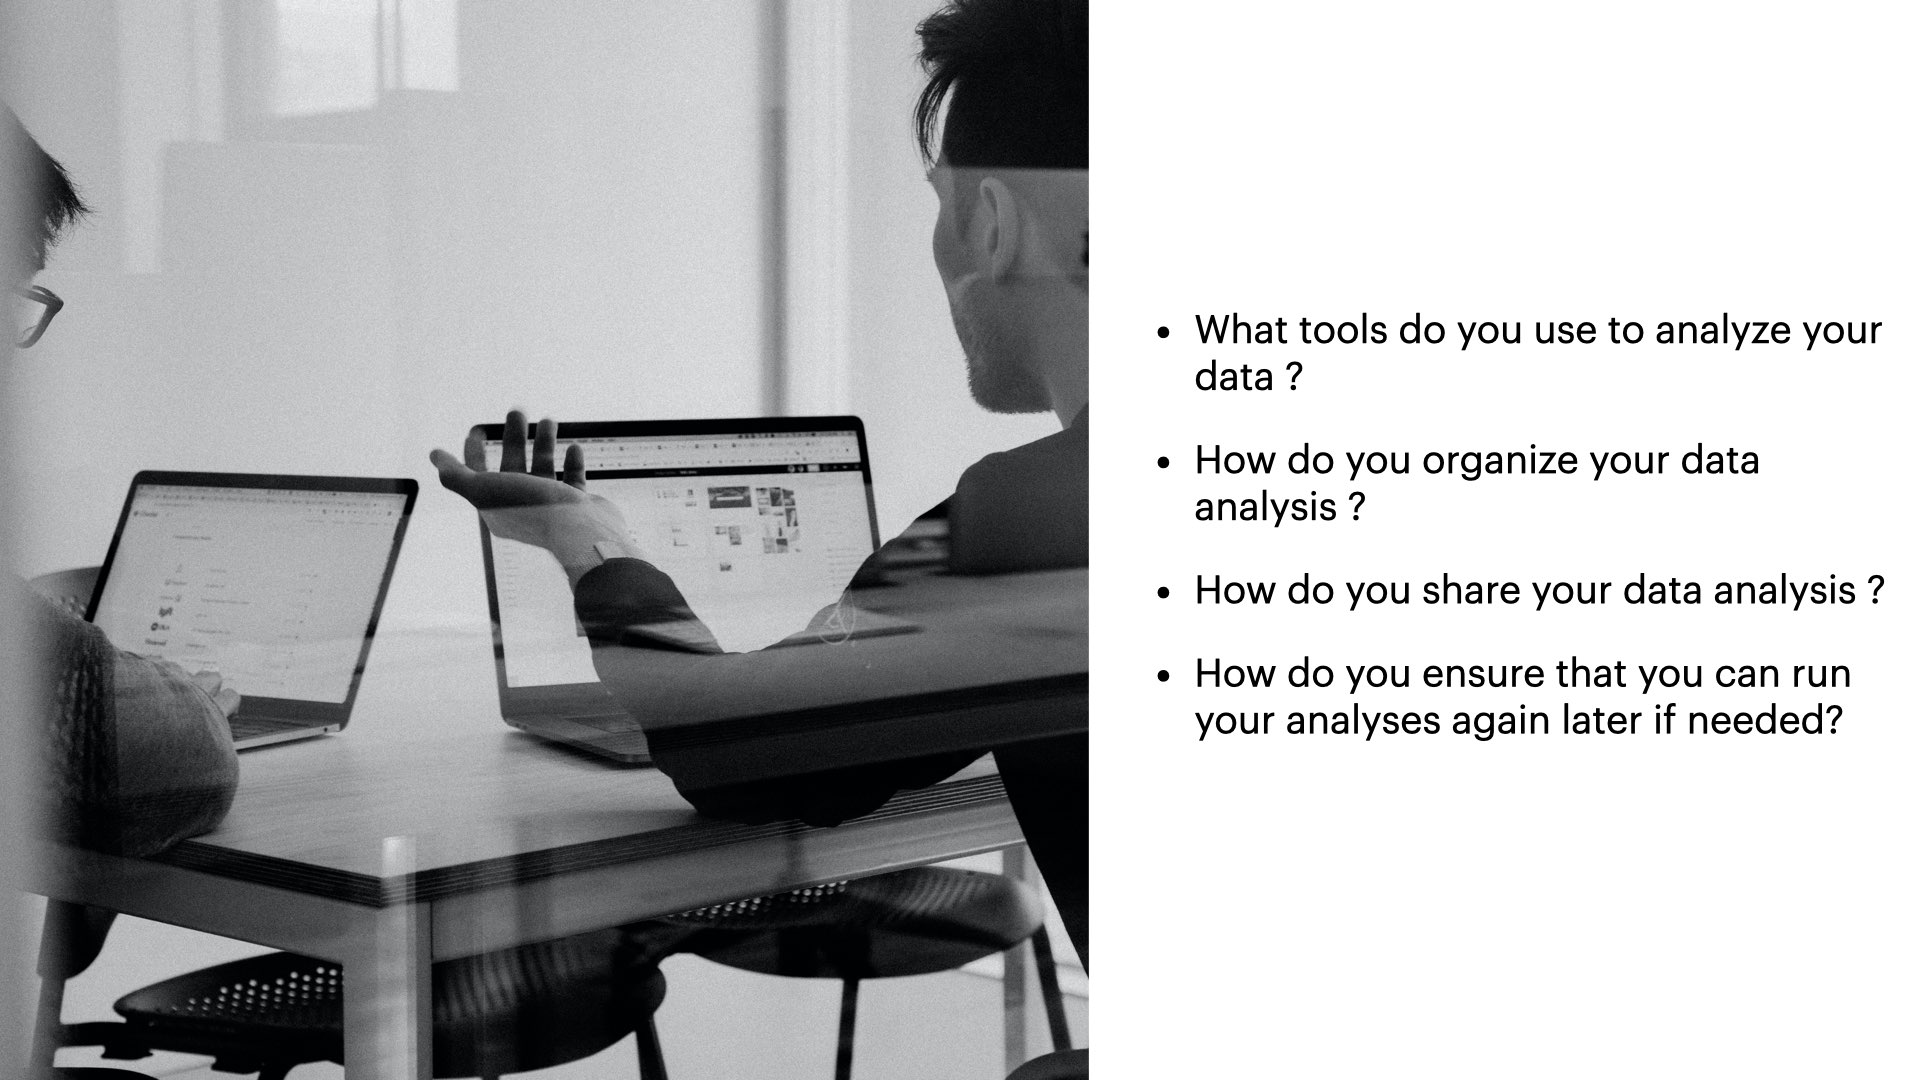 • What tools do you use to analyze your
data ?
• How do you organize your data
analysis ?
• How do you share your data analysis ?
• How do you ensure that you can run
your analyses again later if needed?